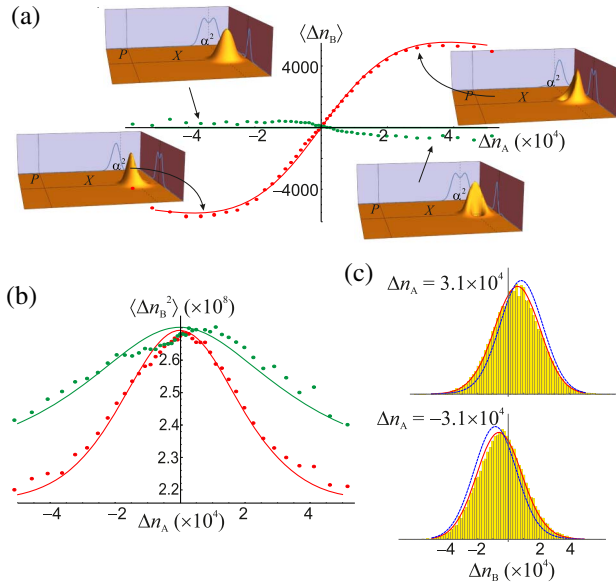 (a)
⟨Δn_B⟩
P
X
α²
4000
P
X
α²
−4
−2
2
4
Δn_A (×10⁴)
P
X
α²
−4000
P
X
α²
(b)
⟨Δn_B²⟩ (×10⁸)
2.6
2.5
2.4
2.3
2.2
−4
−2
2
4
Δn_A (×10⁴)
(c)
Δn_A = 3.1×10⁴
Δn_A = −3.1×10⁴
−4 −2 0 2 4
Δn_B (×10⁴)